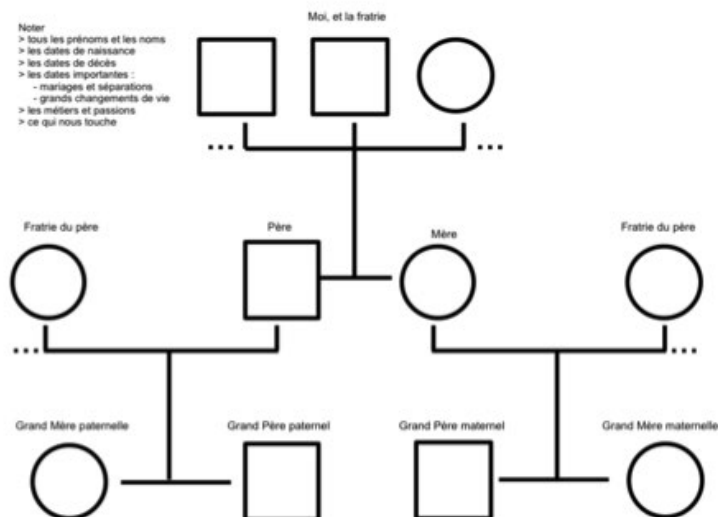 Moi, et la fratrie
Noter
> tous les prénoms et les noms
> les dates de naissance
> les dates de décès
> les dates importantes :
- mariages et séparations
- grands changements de vie
> les métiers et passions
> ce qui nous touche
... ...
Fratrie du père Père Mère Fratrie du père
... ...
Grand Mère paternelle Grand Père paternel Grand Père maternel Grand Mère maternelle